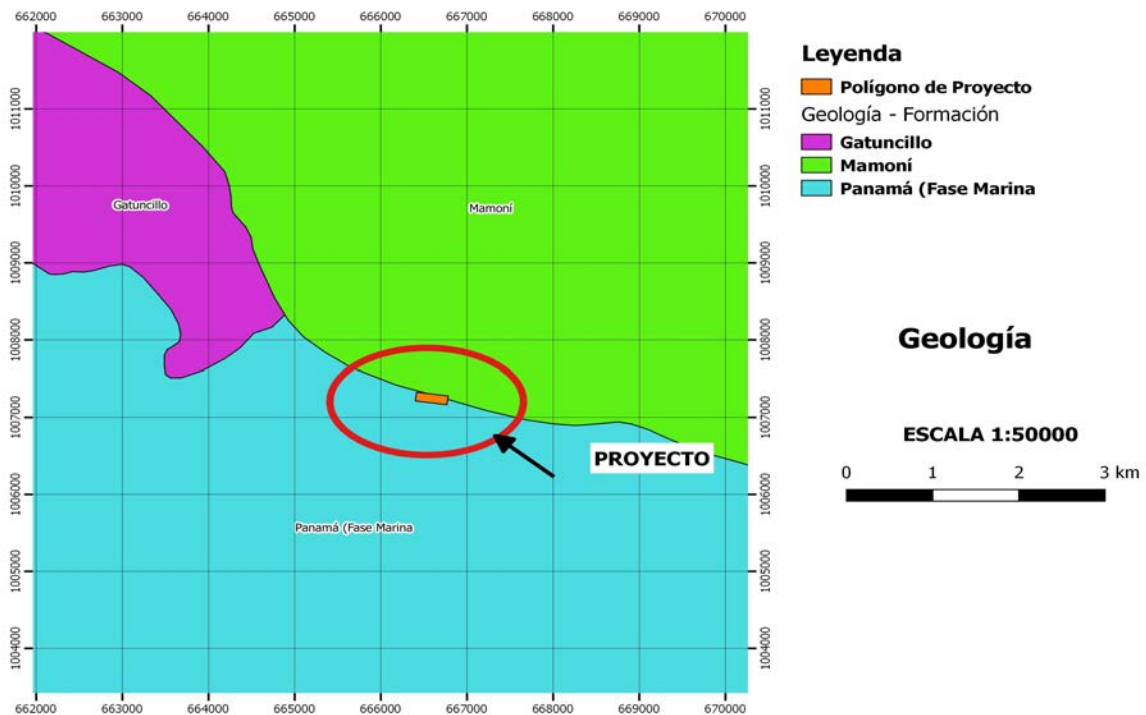 662000 663000 664000 665000 666000 667000 668000 669000 670000
1011000 1011000
1010000 1010000
1009000 1009000
1008000 1008000
1007000 1007000
1006000 1006000
1005000 1005000
1004000 1004000
Gatuncillo
Mamoní
PROYECTO
Panamá (Fase Marina
662000 663000 664000 665000 666000 667000 668000 669000 670000
Leyenda
Polígono de Proyecto
Geología - Formación
Gatuncillo
Mamoní
Panamá (Fase Marina
Geología
ESCALA 1:50000
0 1 2 3 km